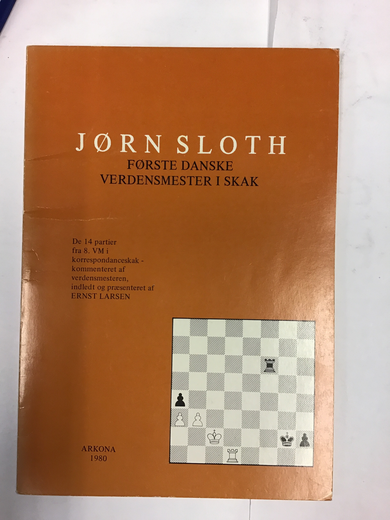 JØRN SLOTH
FØRSTE DANSKE
VERDENSMESTER I SKAK
De 14 partier
fra 8. VM i
korrespondanceskak -
kommenteret af
verdensmesteren,
indledt og præsenteret af
ERNST LARSEN
ARKONA
1980